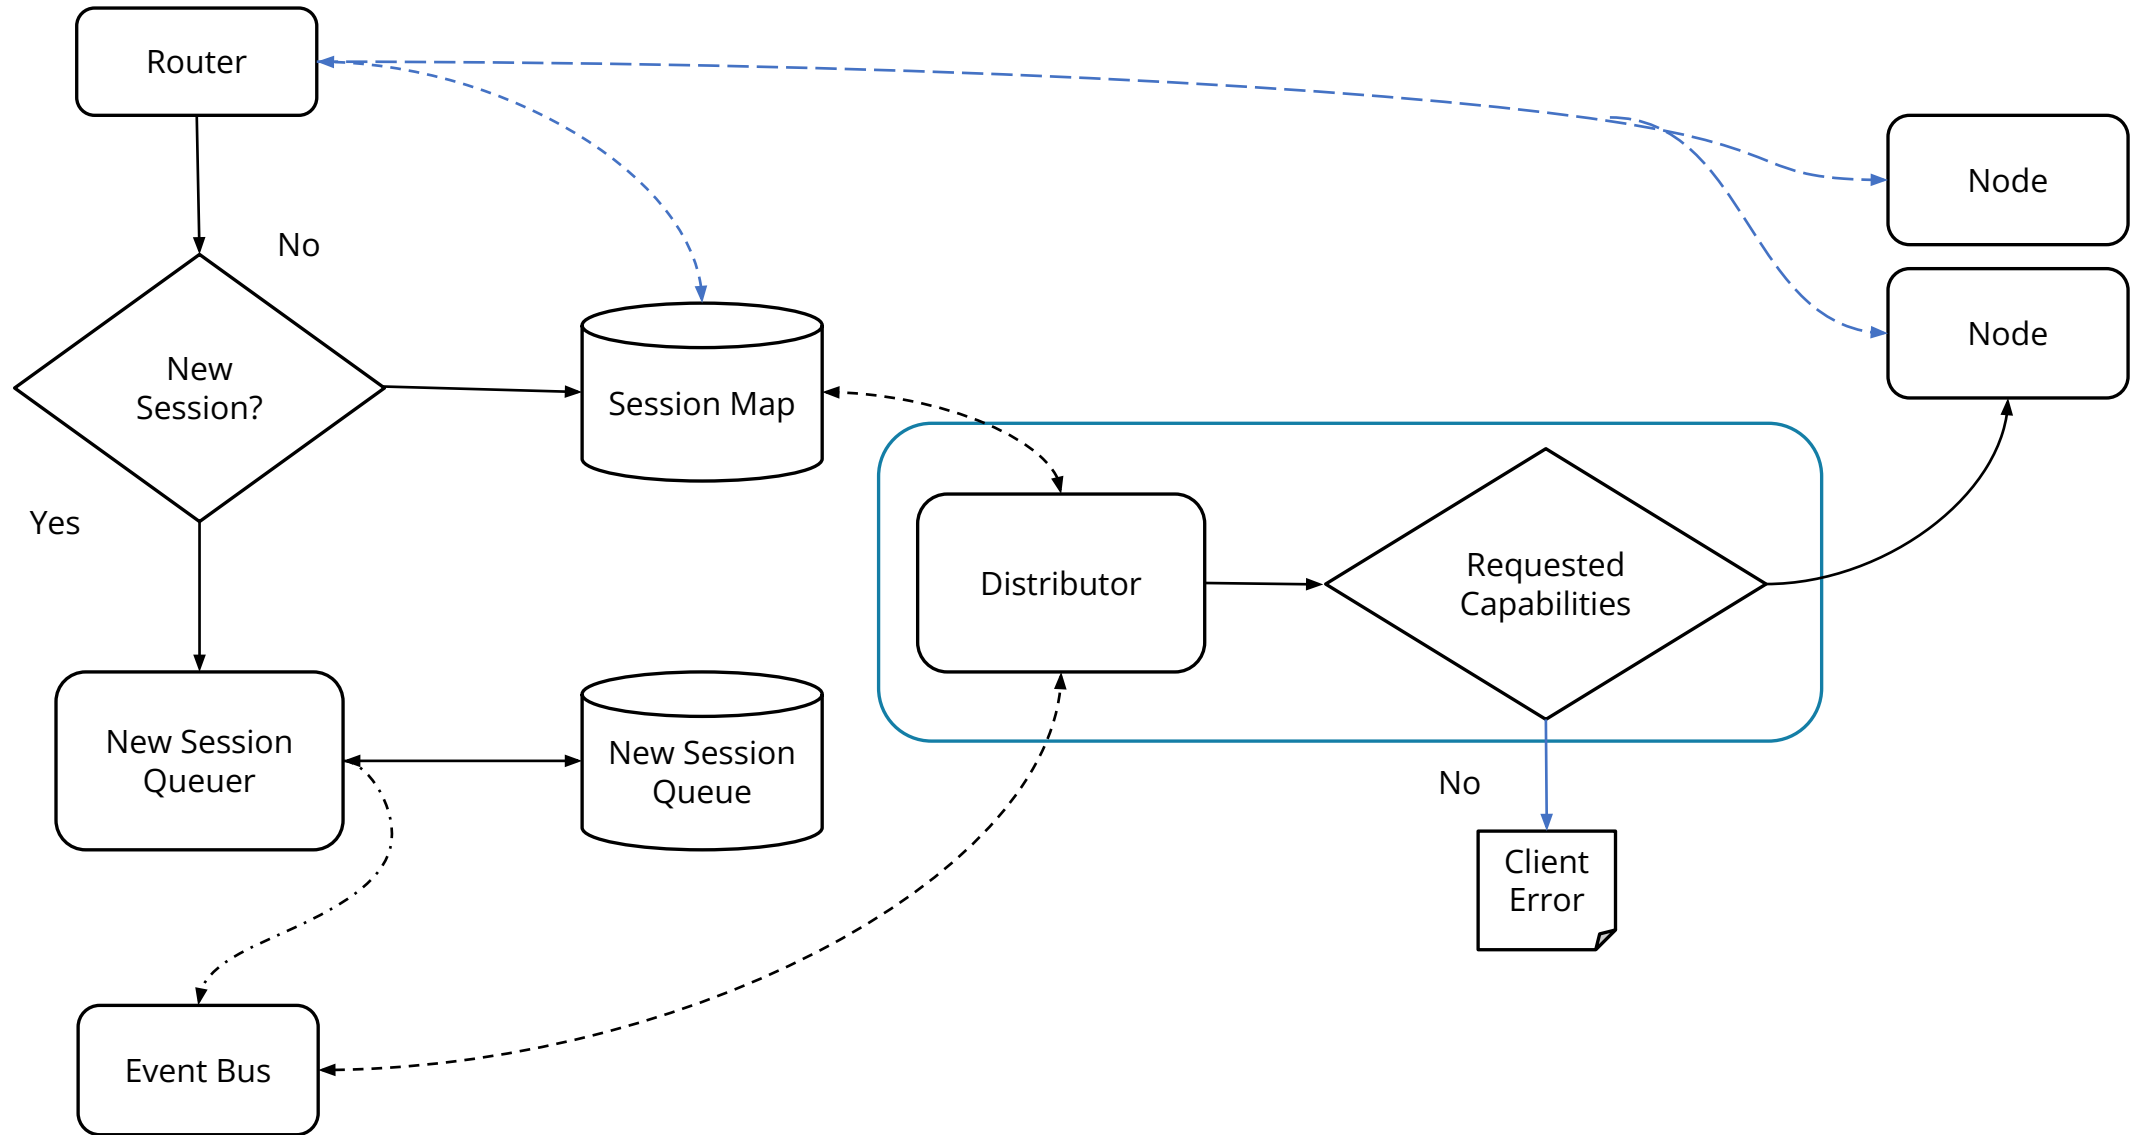 Router
Node
No
Node
New
Session?
Session Map
Yes
Distributor
Requested
Capabilities
New Session
Queuer
New Session
Queue
No
Client
Error
Event Bus